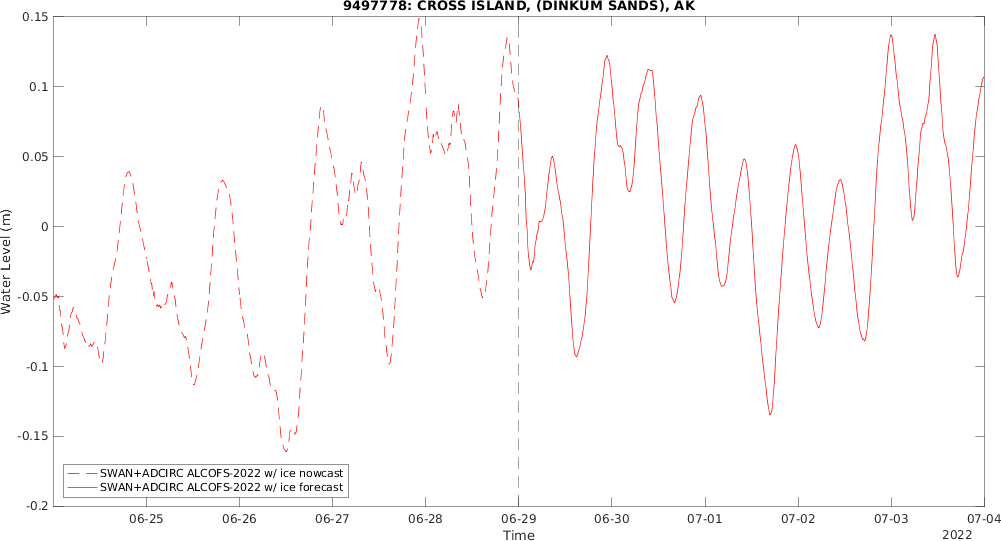 9497778: CROSS ISLAND, (DINKUM SANDS), AK
0.15
0.1
0.05
0
-0.05
-0.1
-0.15
-0.2
Water Level (m)
SWAN+ADCIRC ALCOFS-2022 w/ ice nowcast
SWAN+ADCIRC ALCOFS-2022 w/ ice forecast
06-25 06-26 06-27 06-28 06-29 06-30 07-01 07-02 07-03 07-04
Time
2022